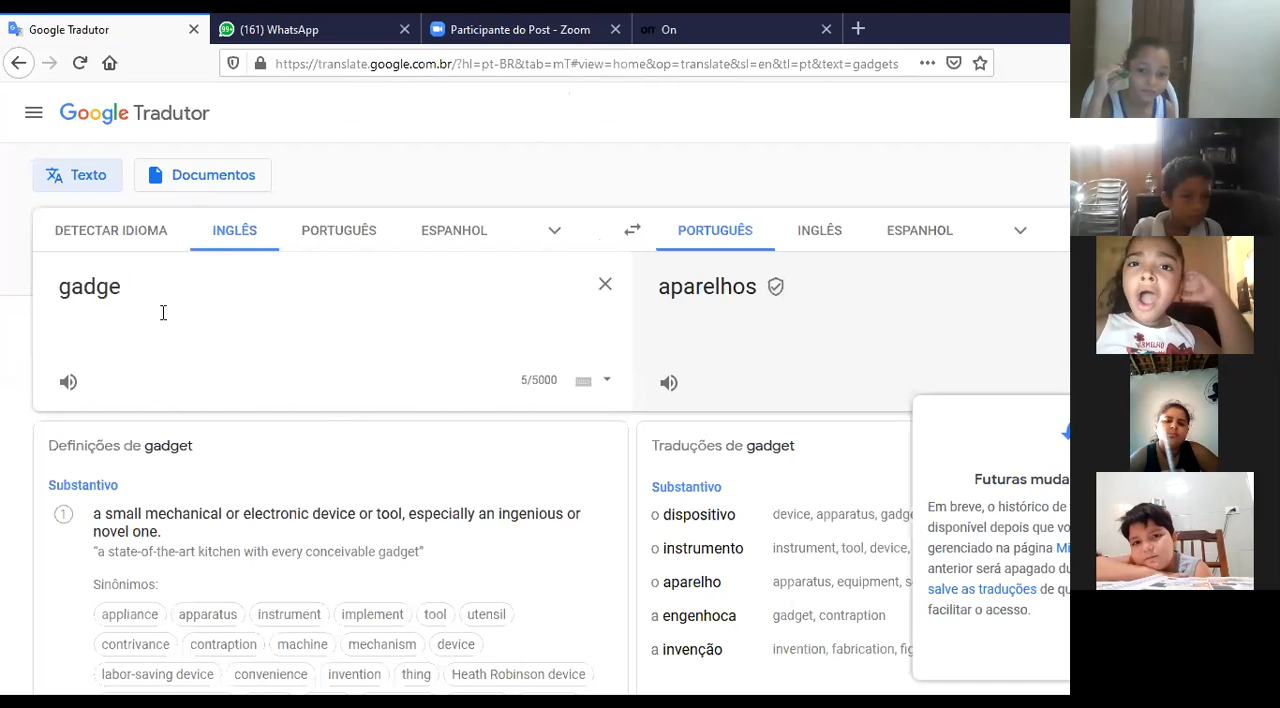 Google Tradutor
(161) WhatsApp
Participante do Post - Zoom
on On
https://translate.google.com.br/?hl=pt-BR&tab=mT#view=home&op=translate&sl=en&tl=pt&text=gadgets
Google Tradutor
Texto
Documentos
DETECTAR IDIOMA INGLÊS PORTUGUÊS ESPANHOL
PORTUGUÊS INGLÊS ESPANHOL
gadge
aparelhos
5/5000
Definições de gadget
Substantivo
1 a small mechanical or electronic device or tool, especially an ingenious or
novel one.
"a state-of-the-art kitchen with every conceivable gadget"
Sinônimos:
appliance apparatus instrument implement tool utensil
contrivance contraption machine mechanism device
labor-saving device convenience invention thing Heath Robinson device
Traduções de gadget
Substantivo
o dispositivo device, apparatus, gadge
o instrumento instrument, tool, device,
o aparelho apparatus, equipment, s
a engenhoca gadget, contraption
a invenção invention, fabrication, fig
Futuras muda
Em breve, o histórico de
disponível depois que vo
gerenciado na página Mi
anterior será apagado du
salve as traduções de qu
facilitar o acesso.
VERMELHO